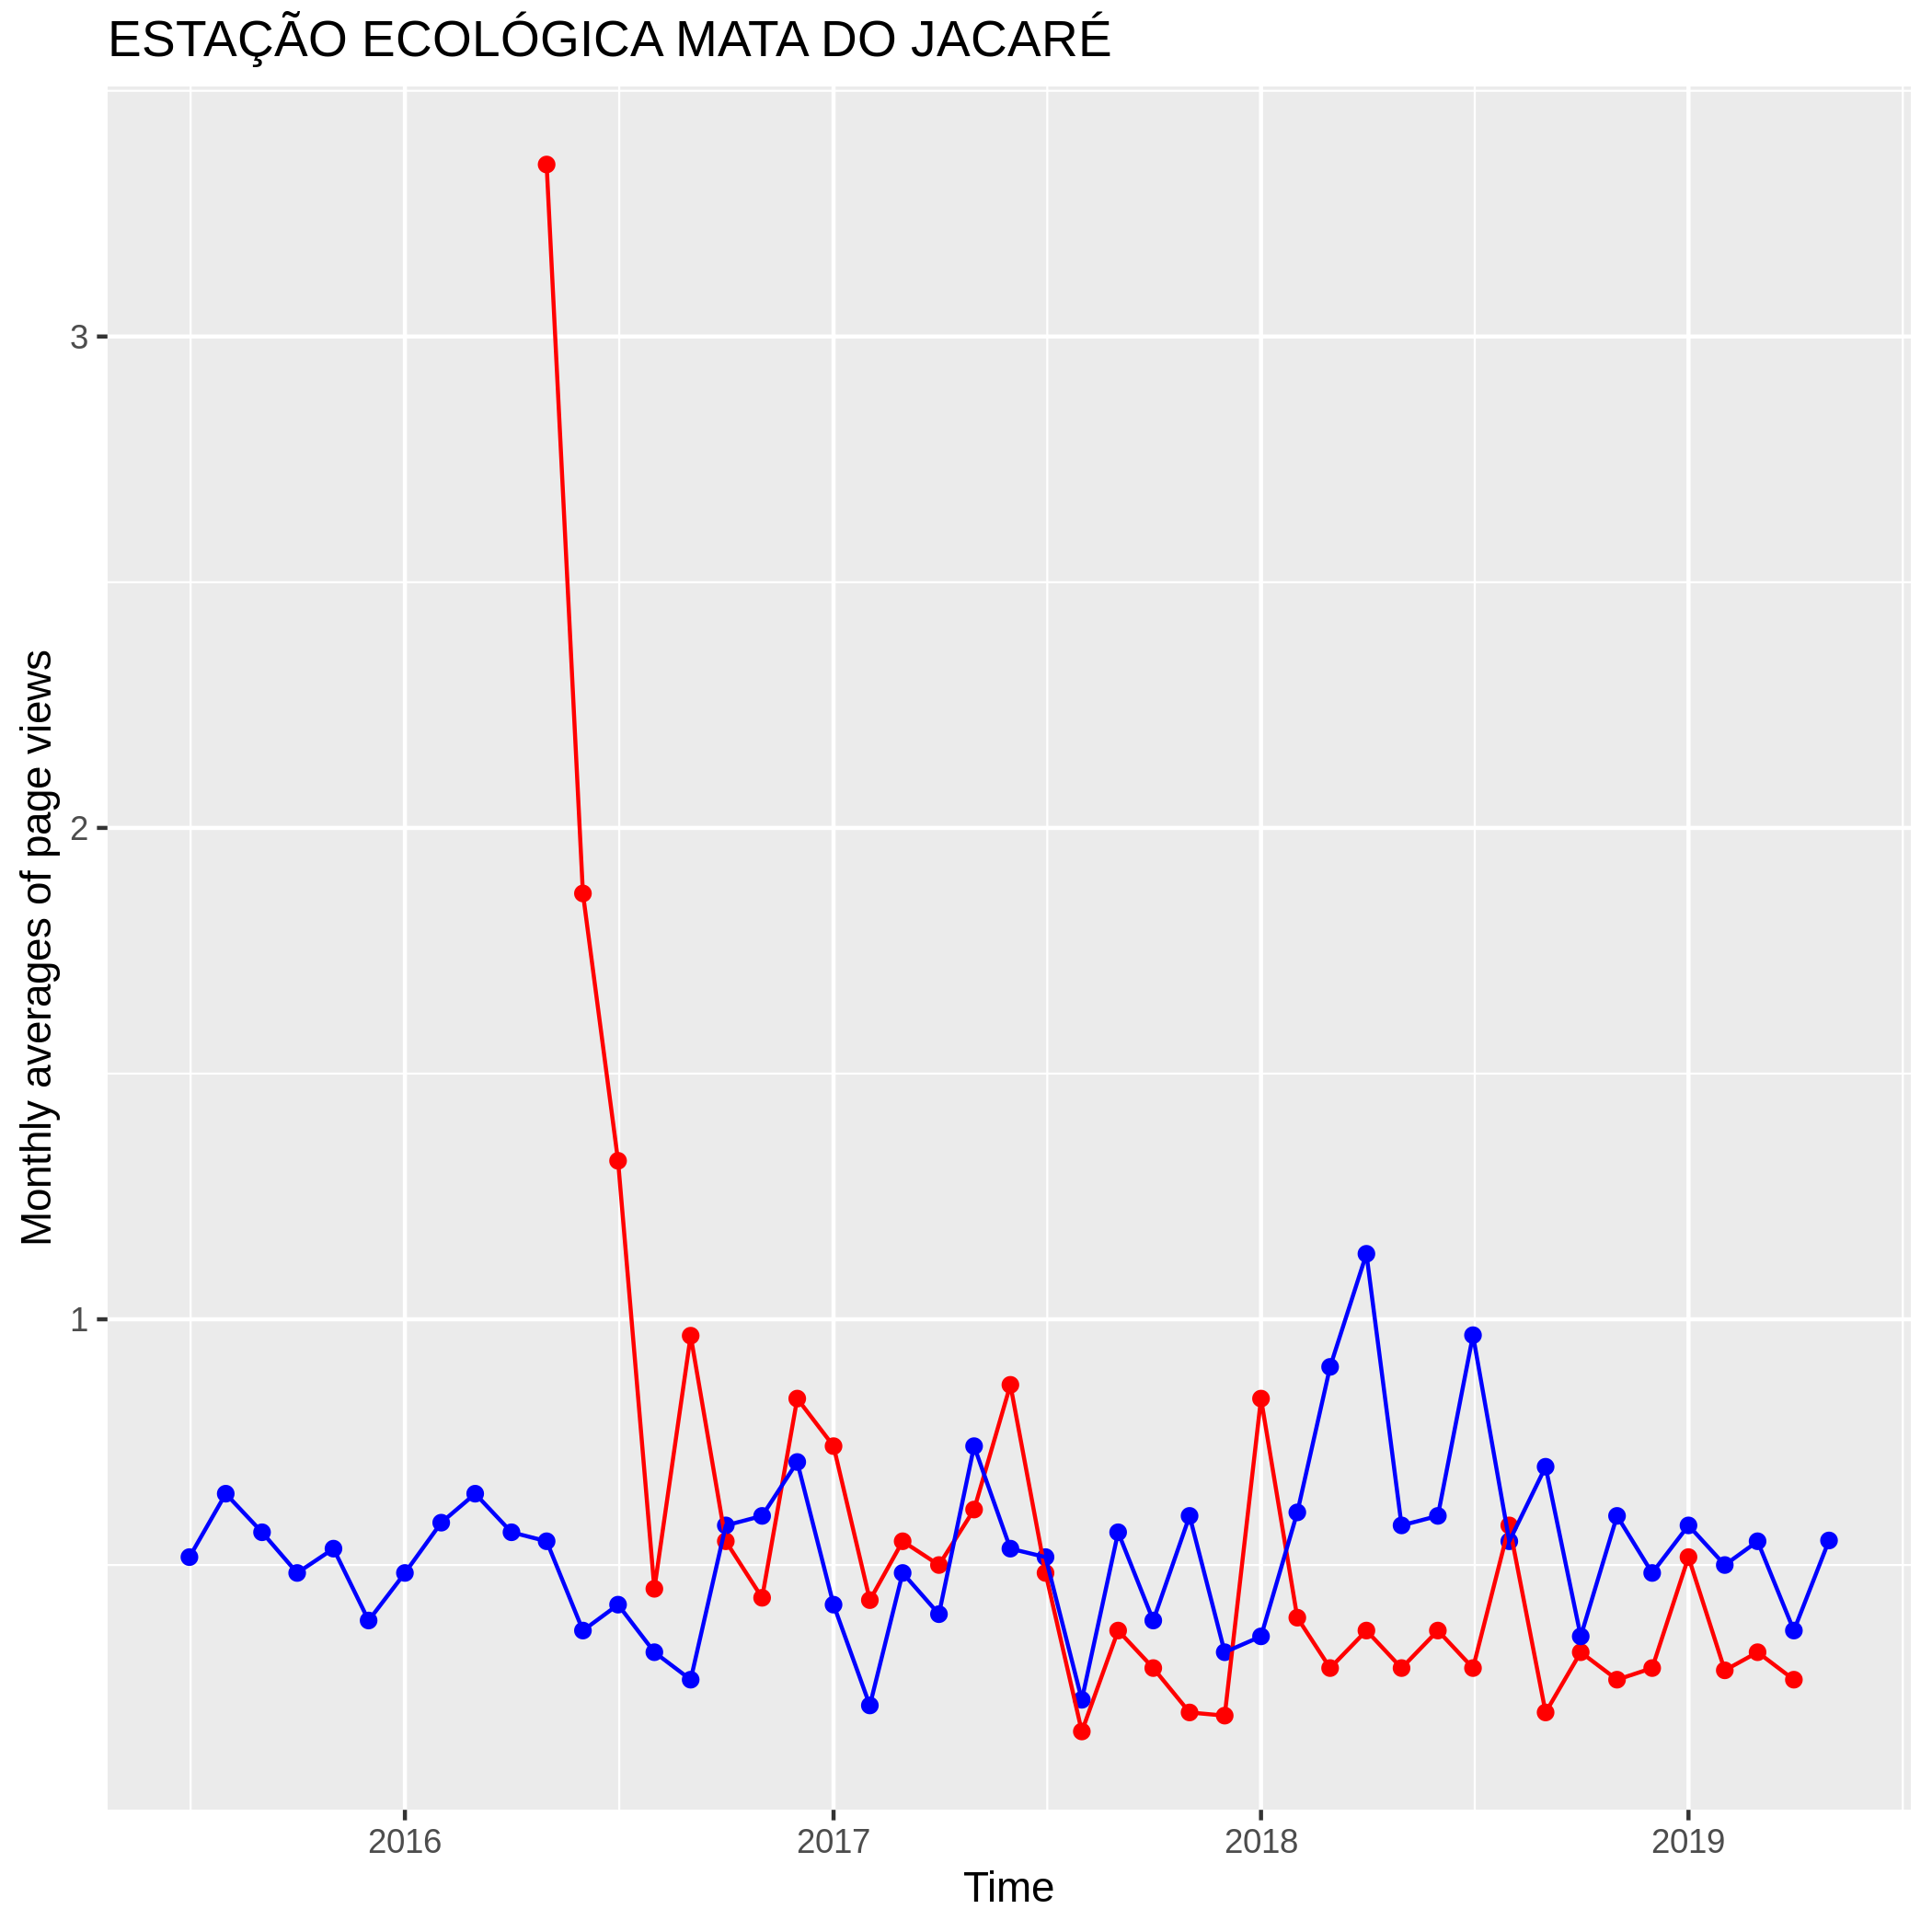 ESTAÇÃO ECOLÓGICA MATA DO JACARÉ
Monthly averages of page views
3
2
1
2016
2017
2018
2019
Time